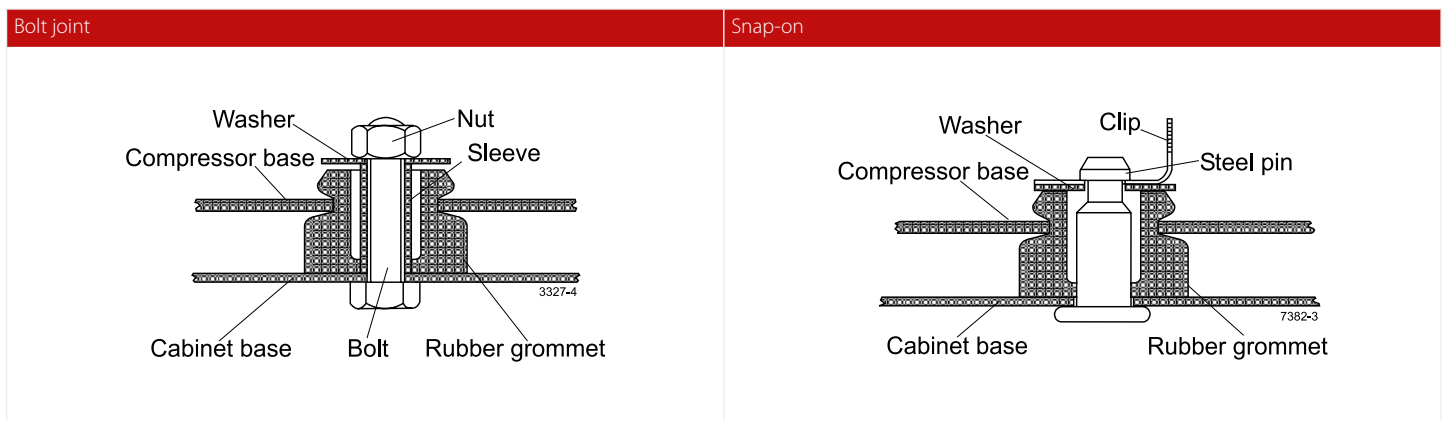 Bolt joint
Snap-on
Washer
Nut
Compressor base
Sleeve
3327-4
Cabinet base
Bolt
Rubber grommet
Washer
Clip
Compressor base
Steel pin
7382-3
Cabinet base
Rubber grommet